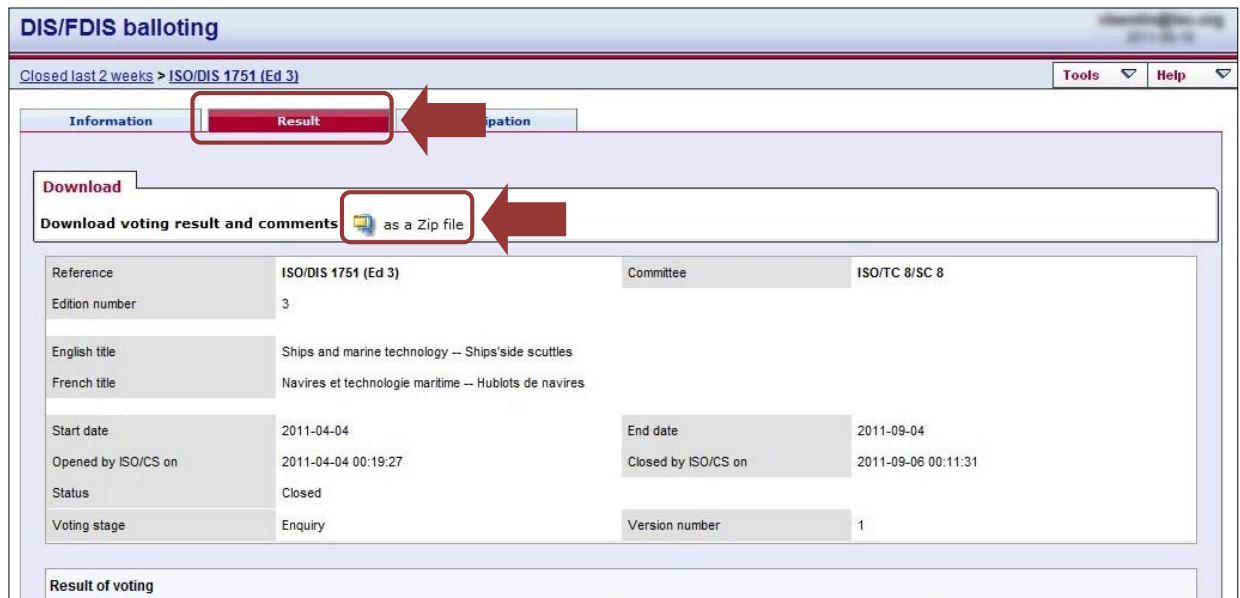 DIS/FDIS balloting
Closed last 2 weeks > ISO/DIS 1751 (Ed 3)
Tools Help
Information Result
Download
Download voting result and comments as a Zip file
Reference ISO/DIS 1751 (Ed 3) Committee ISO/TC 8/SC 8
Edition number 3
English title Ships and marine technology -- Ships'side scuttles
French title Navires et technologie maritime -- Hublots de navires
Start date 2011-04-04 End date 2011-09-04
Opened by ISO/CS on 2011-04-04 00:19:27 Closed by ISO/CS on 2011-09-06 00:11:31
Status Closed
Voting stage Enquiry Version number 1
Result of voting